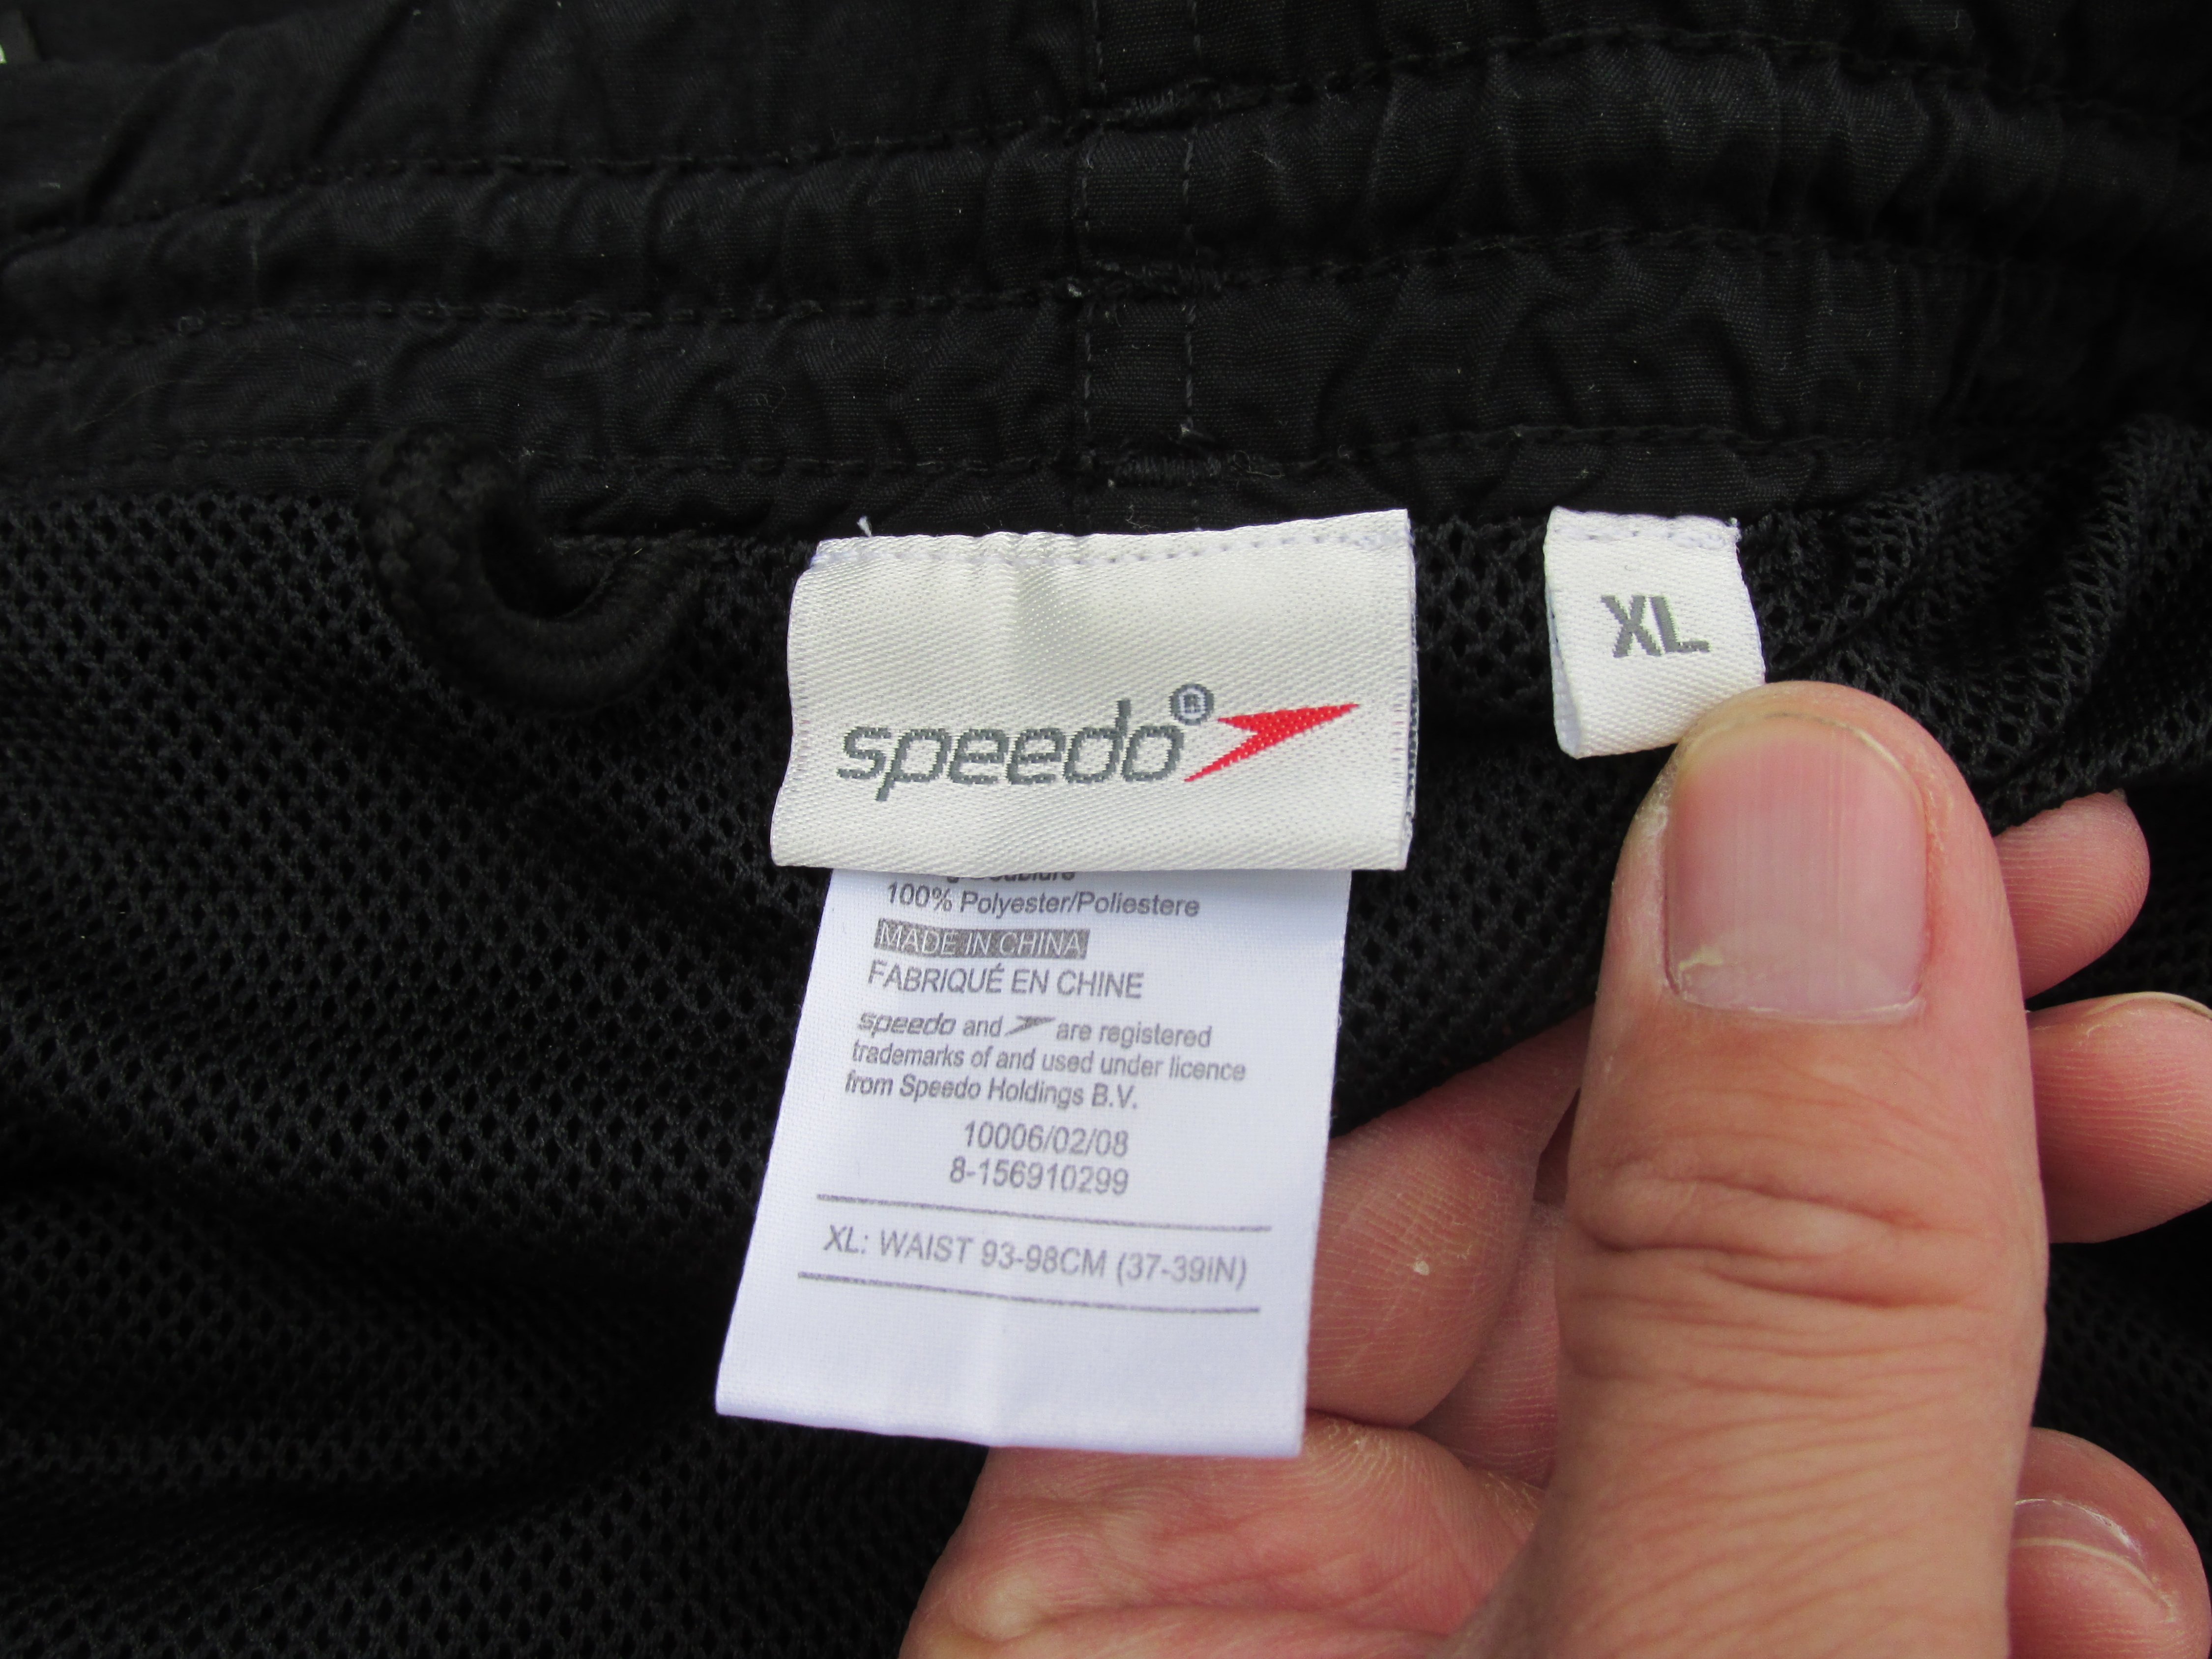 speedo®
XL
100% Polyester/Poliestere
MADE IN CHINA
FABRIQUÉ EN CHINE
speedo and are registered
trademarks of and used under licence
from Speedo Holdings B.V.
10006/02/08
8-156910299
XL: WAIST 93-98CM (37-39IN)